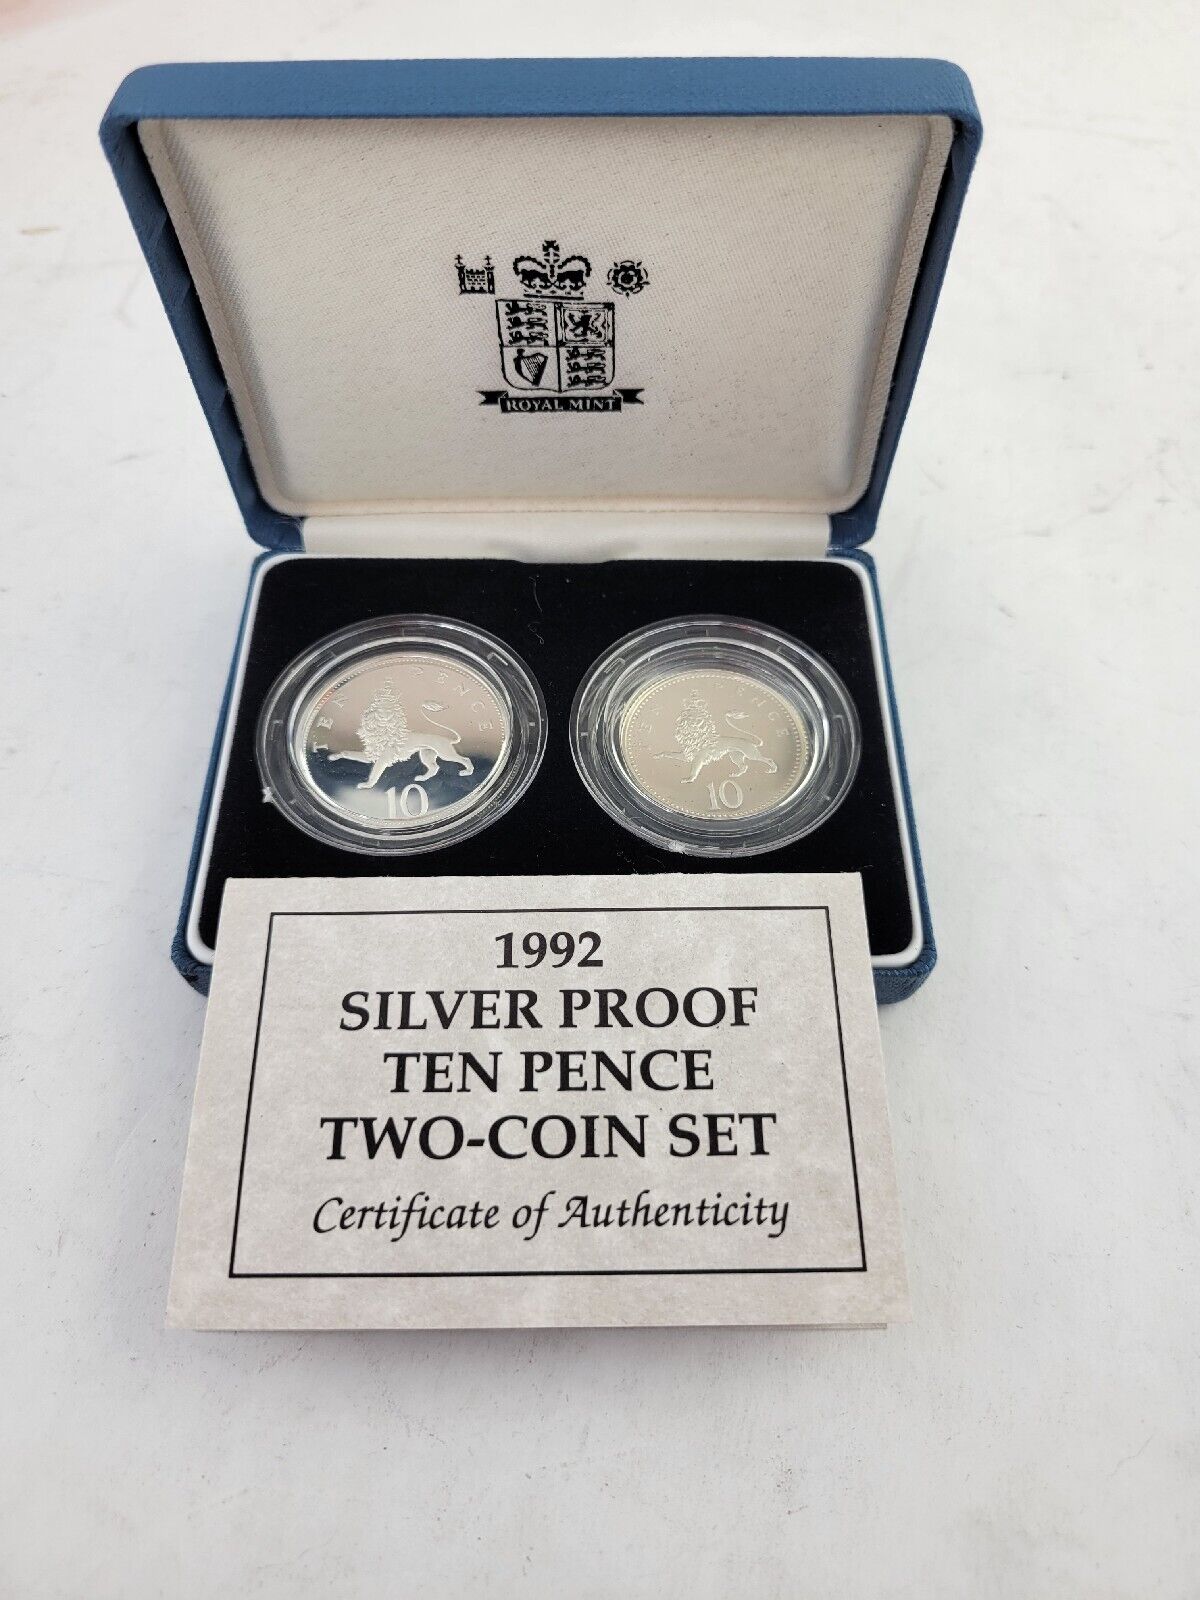 ROYAL MINT
TEN PENCE
10
TEN PENCE
10
1992
SILVER PROOF
TEN PENCE
TWO-COIN SET
Certificate of Authenticity